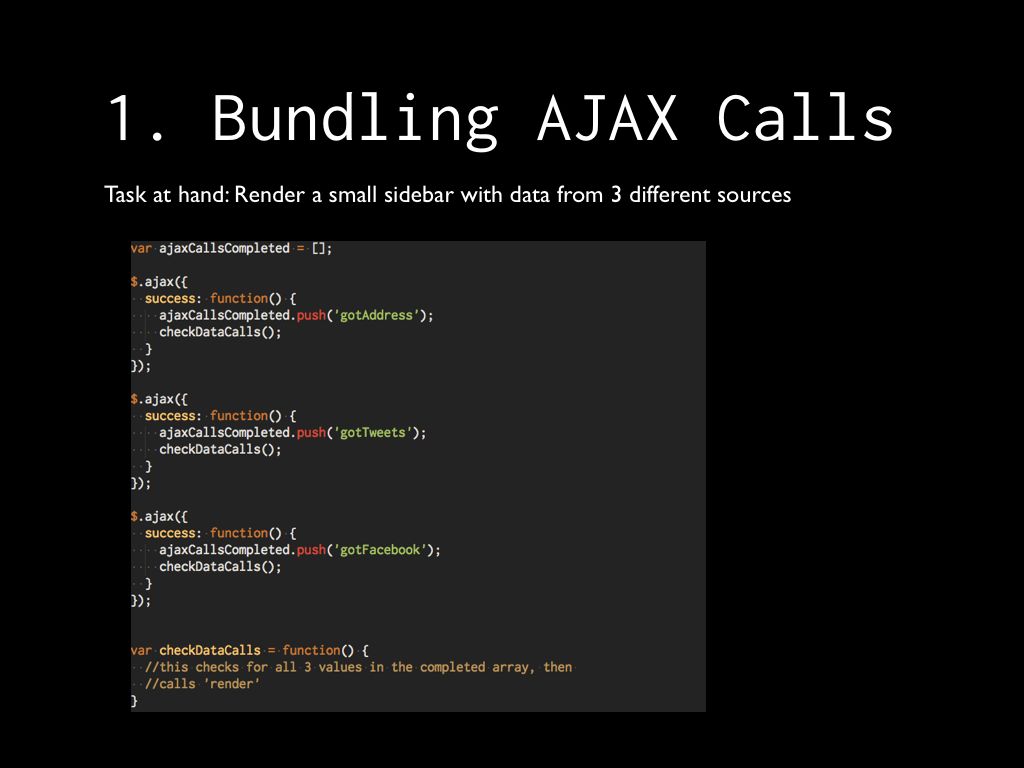 1. Bundling AJAX Calls
Task at hand: Render a small sidebar with data from 3 different sources
var ajaxCallsCompleted = [];
$.ajax({
success: function() {
ajaxCallsCompleted.push('gotAddress');
checkDataCalls();
}
});
$.ajax({
success: function() {
ajaxCallsCompleted.push('gotTweets');
checkDataCalls();
}
});
$.ajax({
success: function() {
ajaxCallsCompleted.push('gotFacebook');
checkDataCalls();
}
});
var checkDataCalls = function() {
//this checks for all 3 values in the completed array, then
//calls 'render'
}